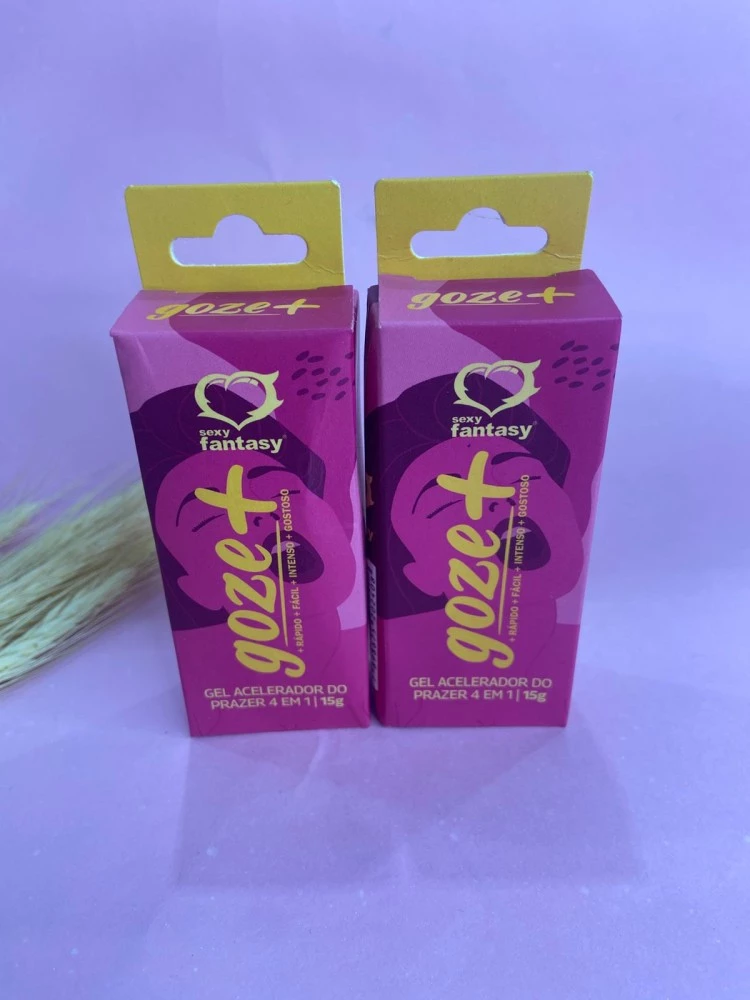 goze+
sexy
fantasy®
goze+
+ RÁPIDO + FÁCIL + INTENSO + GOSTOSO
GEL ACELERADOR DO
PRAZER 4 EM 1 | 15g
goze+
sexy
fantasy®
goze+
+ RÁPIDO + FÁCIL + INTENSO + GOSTOSO
GEL ACELERADOR DO
PRAZER 4 EM 1 | 15g